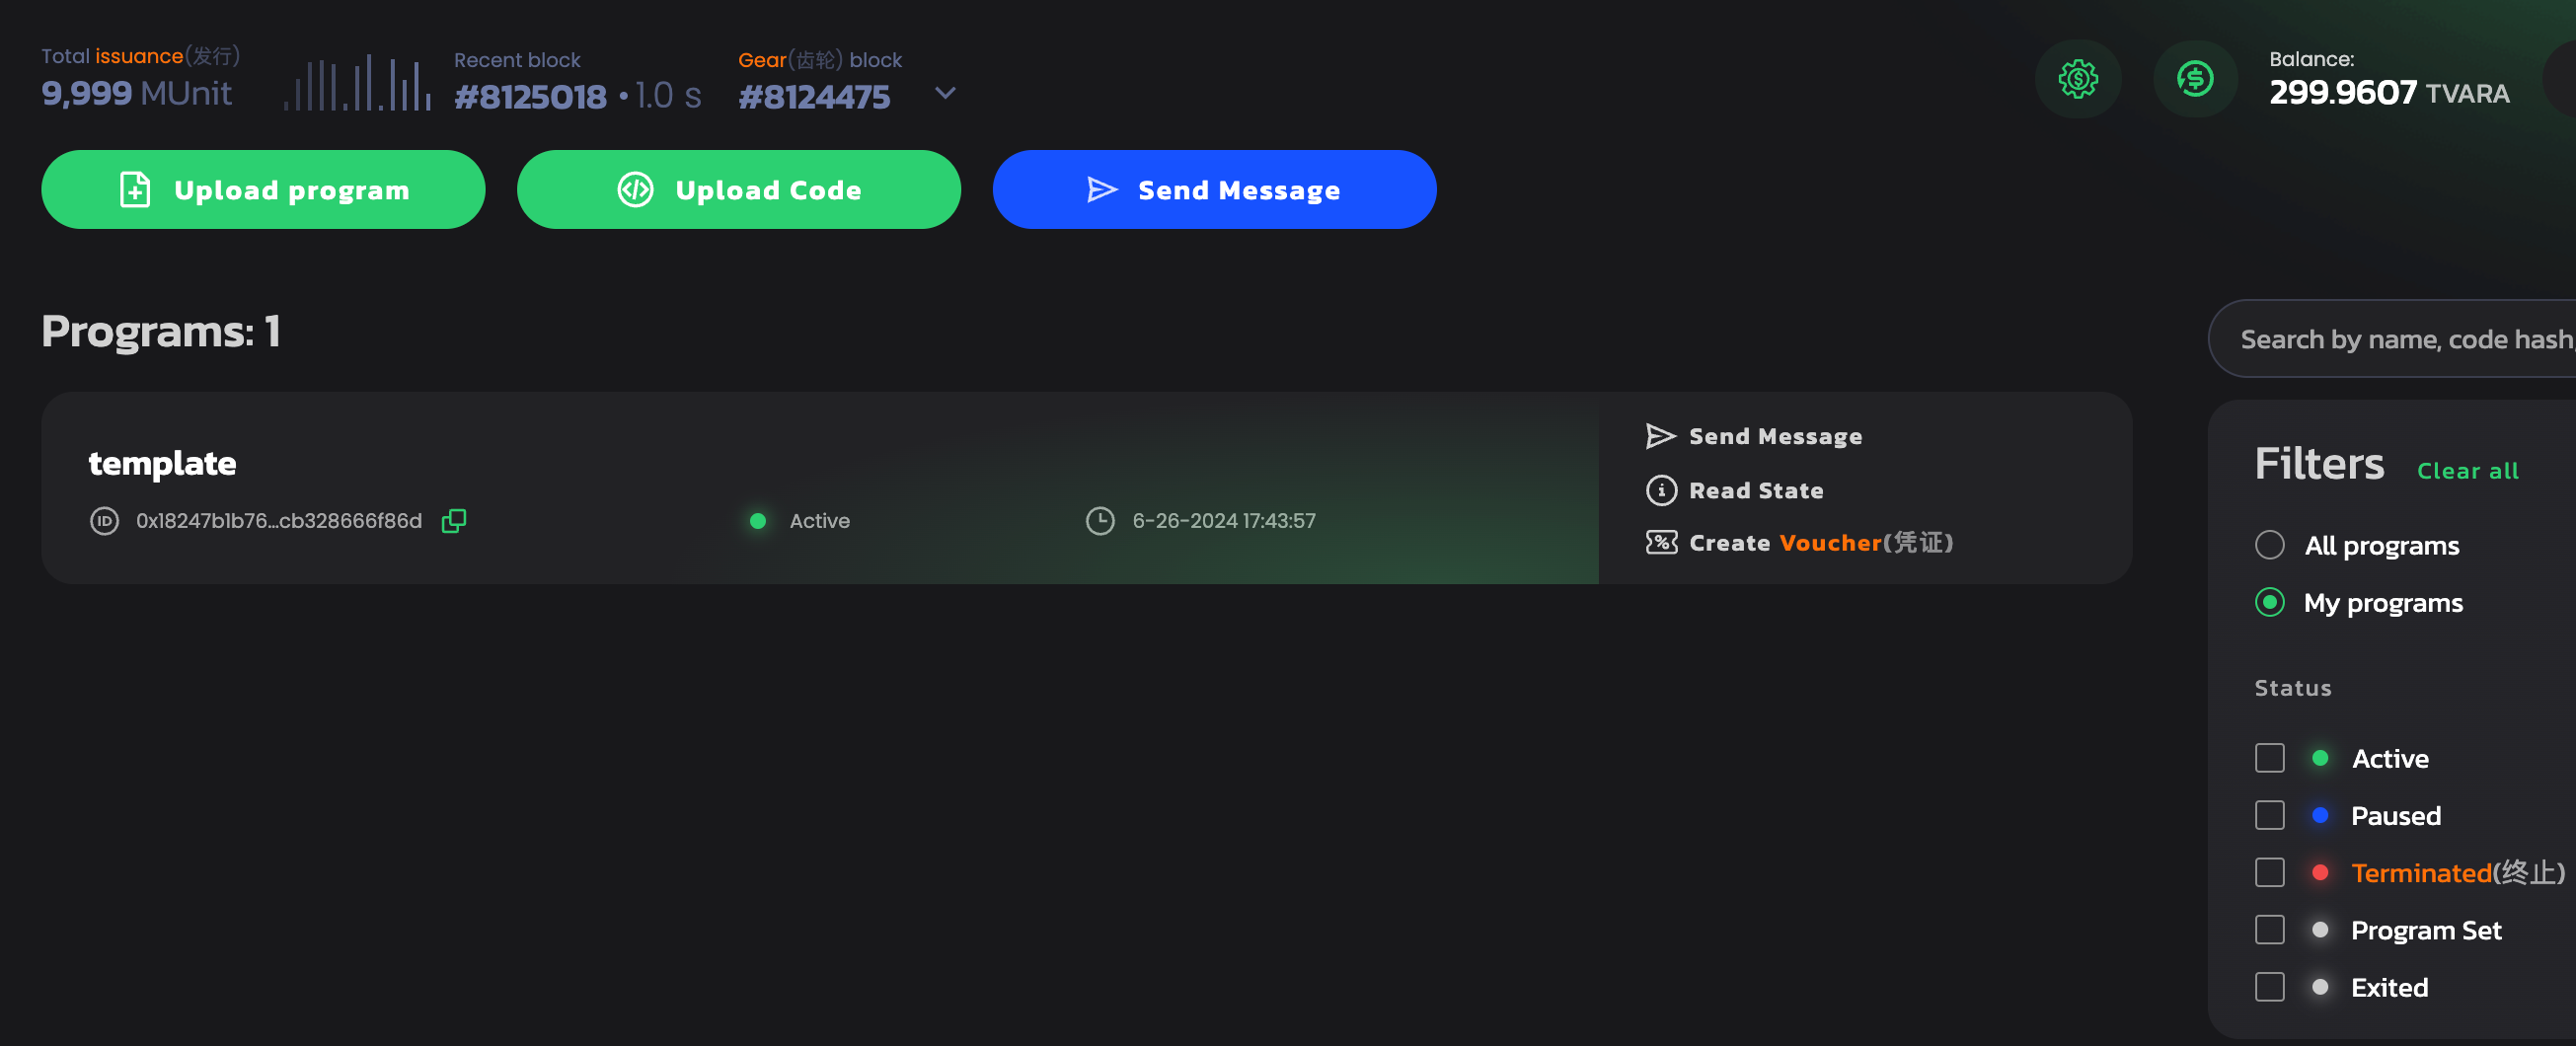 Total issuance(发行)
9,999 MUnit
Recent block
#8125018 • 1.0 s
Gear(齿轮) block
#8124475
Balance:
299.9607 TVARA
Upload program
Upload Code
Send Message
Programs: 1
Search by name, code hash,
template
ID 0x18247b1b76...cb328666f86d
Active
6-26-2024 17:43:57
Send Message
Read State
Create Voucher(凭证)
Filters
Clear all
All programs
My programs
Status
Active
Paused
Terminated(终止)
Program Set
Exited